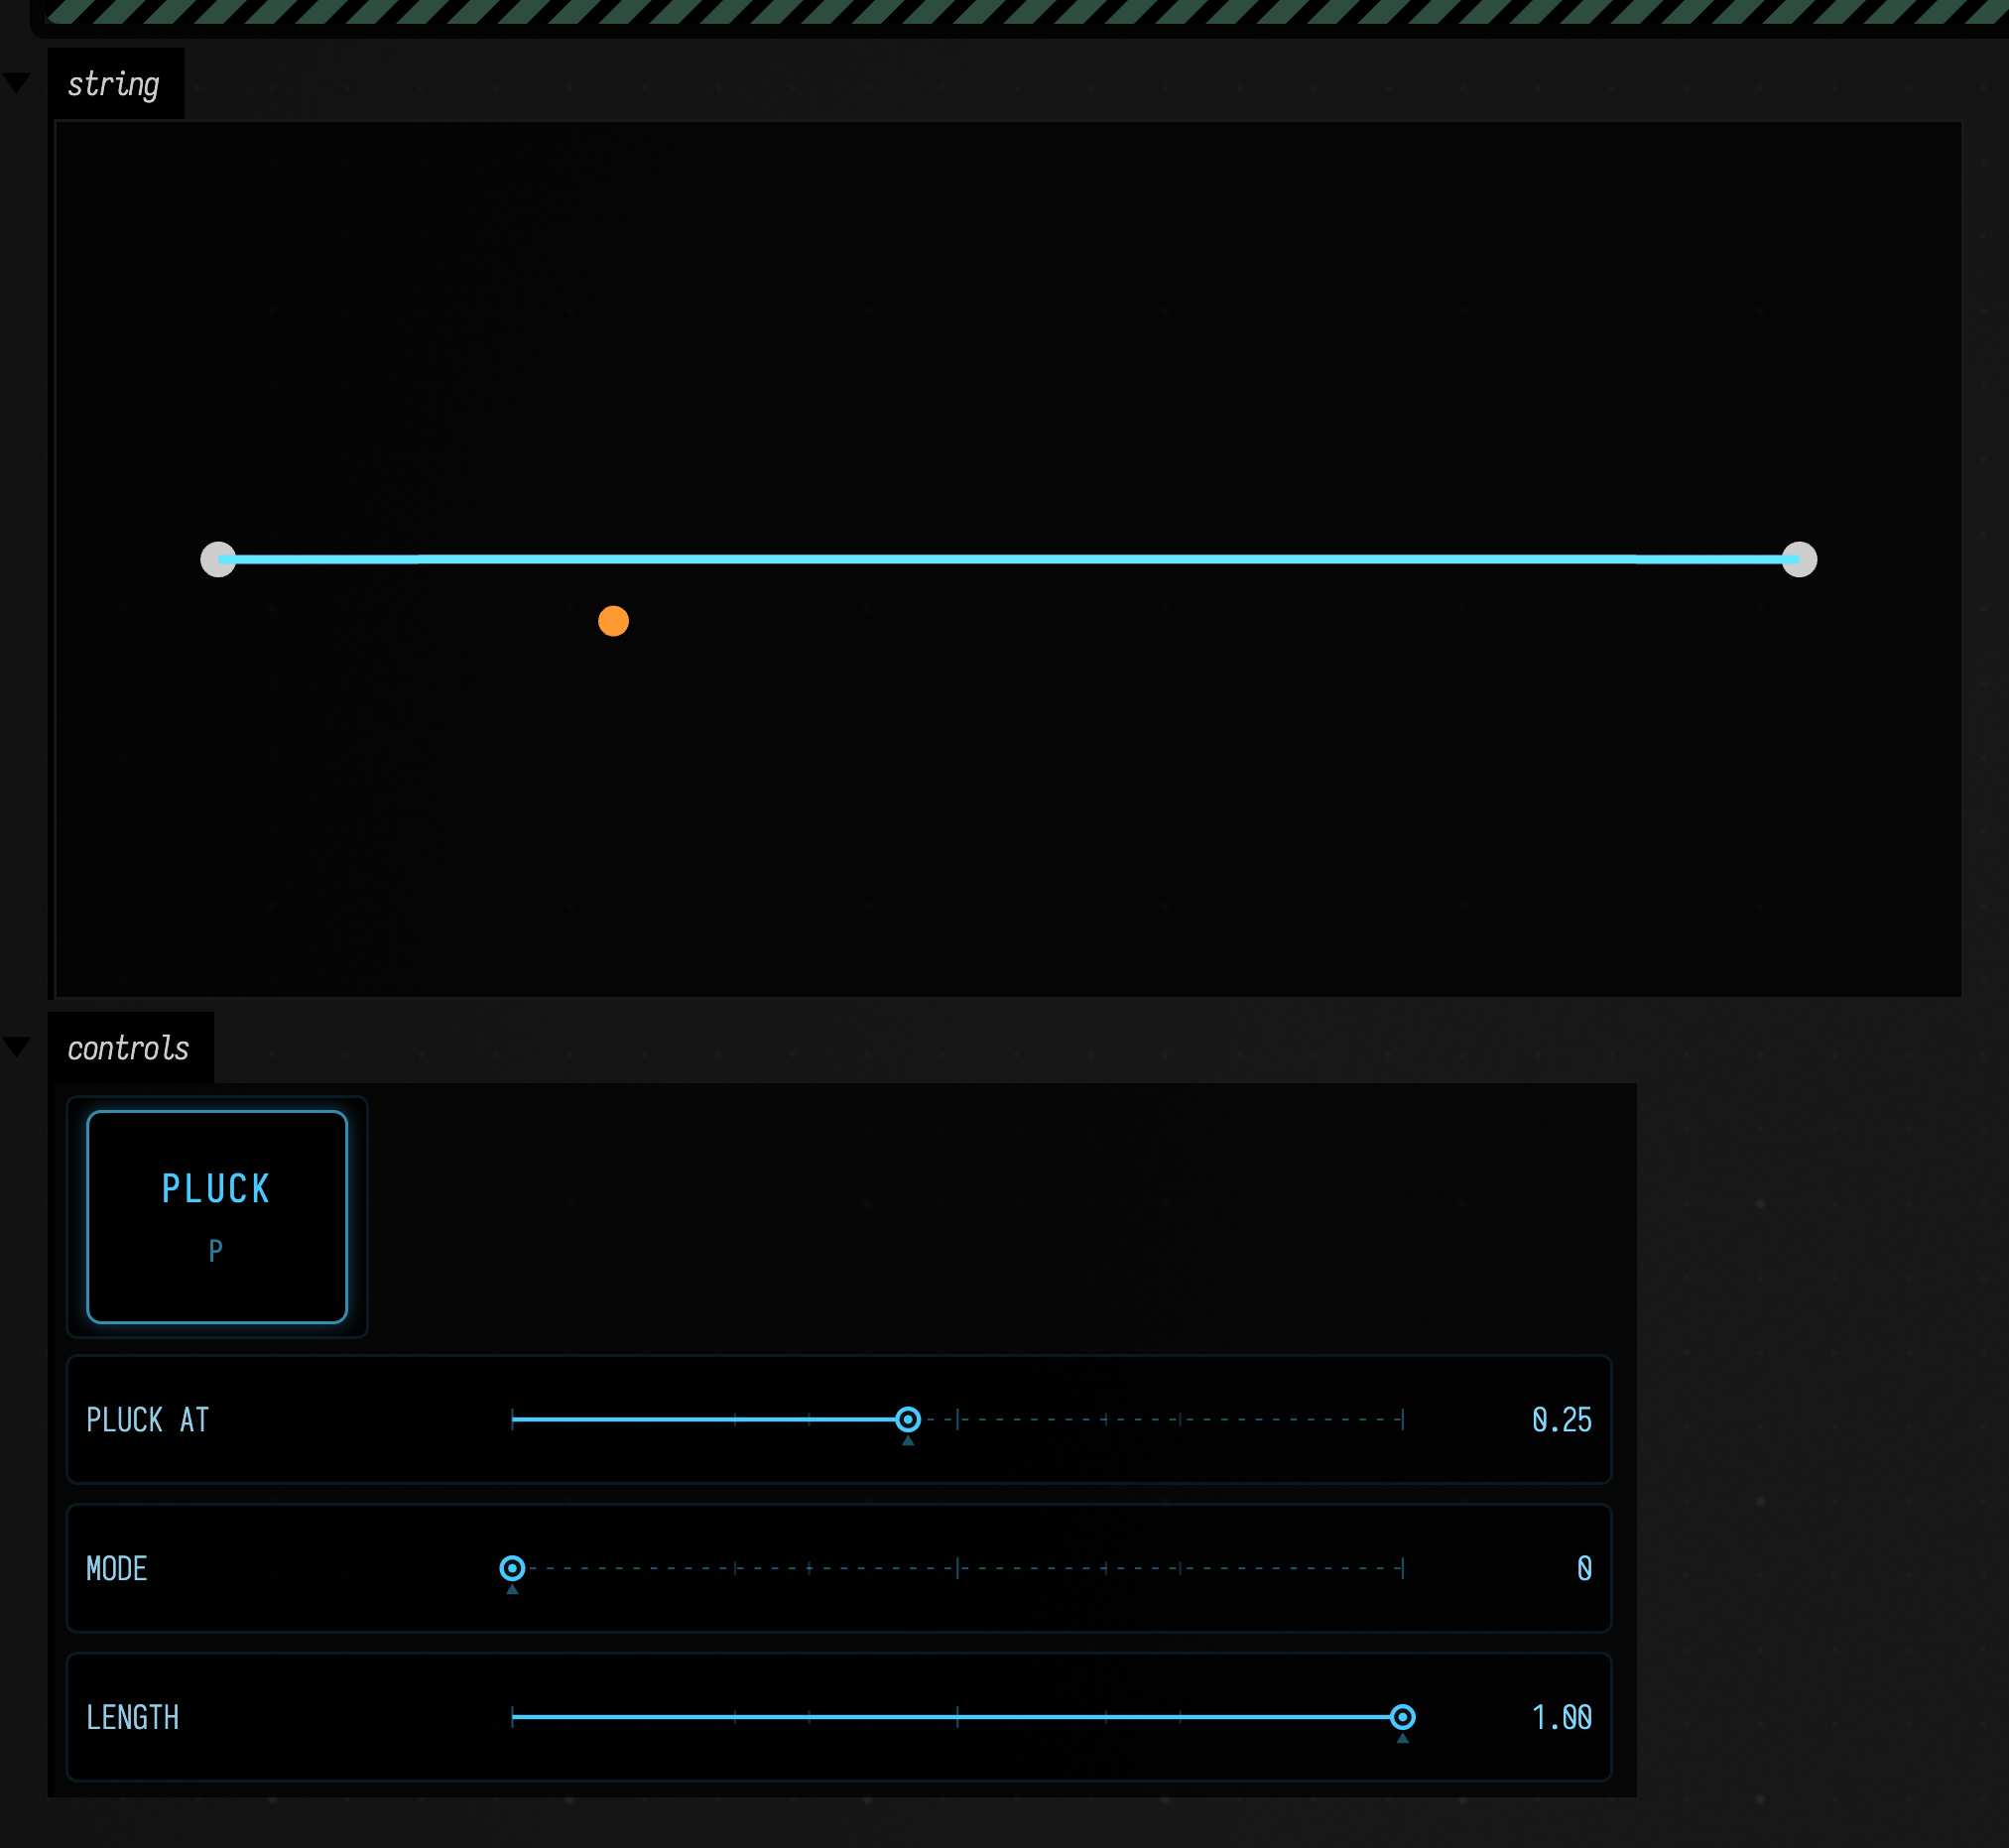 string
controls
PLUCK
P
PLUCK AT 0.25
MODE 0
LENGTH 1.00